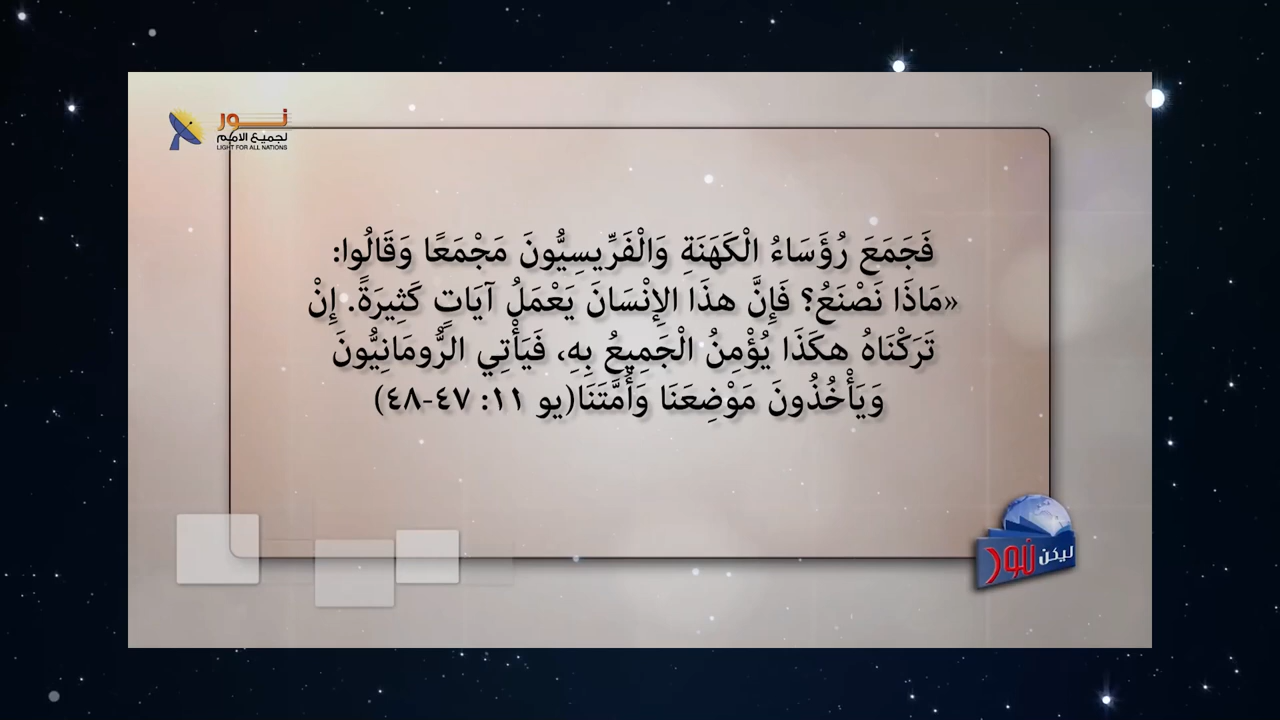 نور
لجميع الامم
LIGHT FOR ALL NATIONS
فَجَمَعَ رُؤَسَاءُ الْكَهَنَةِ وَالْفَرِّيسِيُّونَ مَجْمَعًا وَقَالُوا:
«مَاذَا نَصْنَعُ؟ فَإِنَّ هذَا الإِنْسَانَ يَعْمَلُ آيَاتٍ كَثِيرَةً. إِنْ
تَرَكْنَاهُ هكَذَا يُؤْمِنُ الْجَمِيعُ بِهِ، فَيَأْتِي الرُّومَانِيُّونَ
وَيَأْخُذُونَ مَوْضِعَنَا وَأُمَّتَنَا(يو ١١: ٤٧-٤٨)
ليكن نور